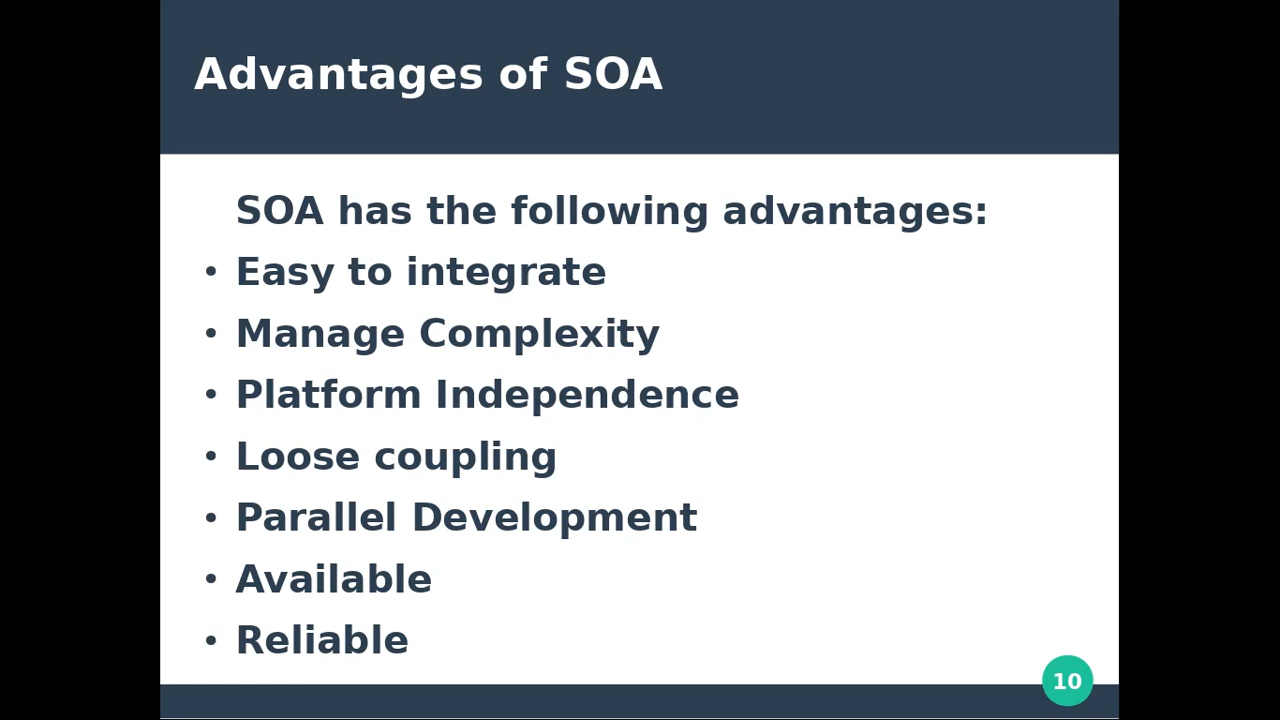 Advantages of SOA
SOA has the following advantages:
• Easy to integrate
• Manage Complexity
• Platform Independence
• Loose coupling
• Parallel Development
• Available
• Reliable
10